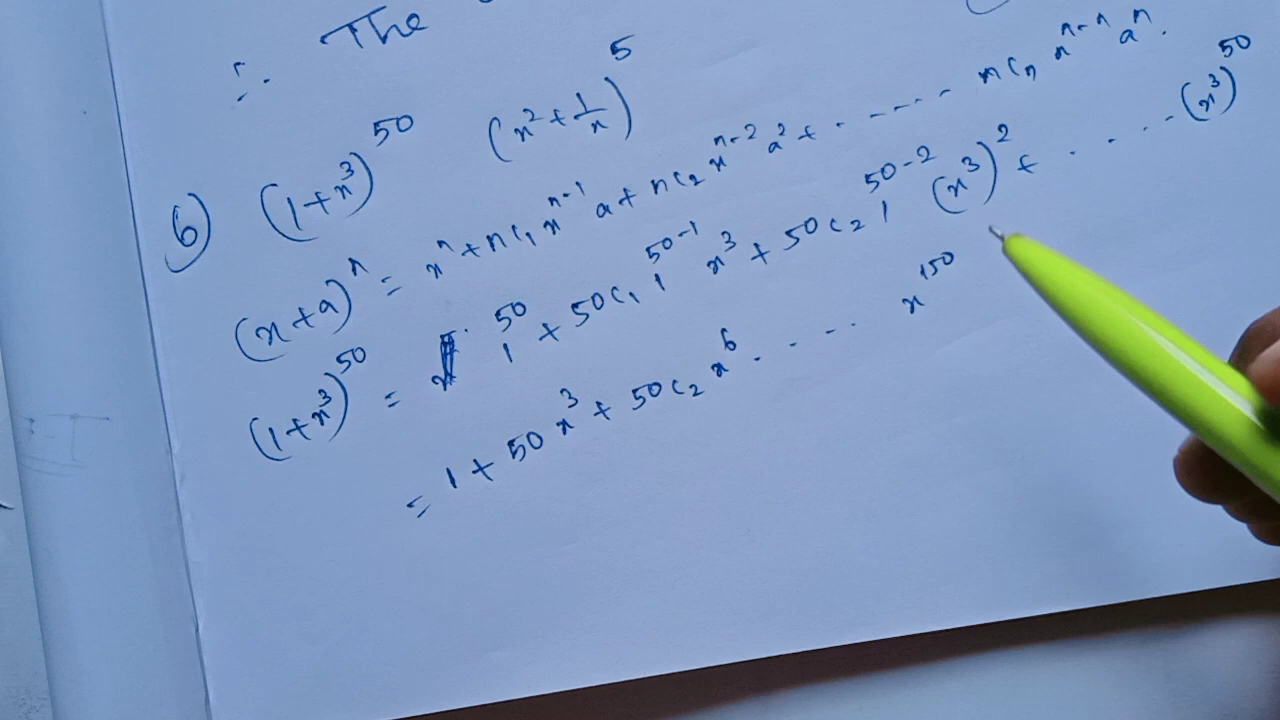 ∴ The
6) (1+x³)⁵⁰ (x²+1/x)⁵
(x+a)ⁿ = xⁿ + nC₁ xⁿ⁻¹ a + nC₂ xⁿ⁻² a² + ........ nCₙ xⁿ⁻ⁿ aⁿ.
(1+x³)⁵⁰ = 1⁵⁰ + 50C₁ 1⁵⁰⁻¹ x³ + 50C₂ 1⁵⁰⁻² (x³)² + ..... (x³)⁵⁰
= 1 + 50x³ + 50C₂ x⁶ ..... x¹⁵⁰